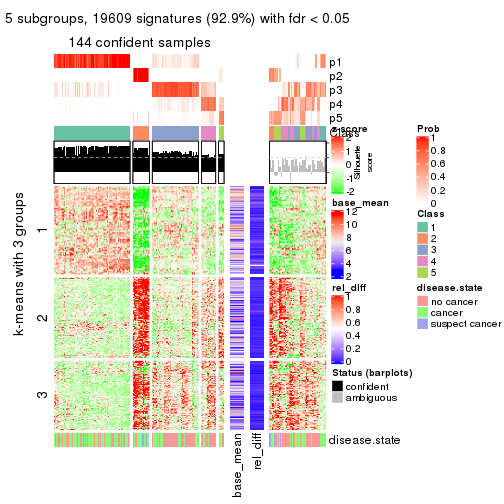 5 subgroups, 19609 signatures (92.9%) with fdr < 0.05
144 confident samples
p1
p2
p3
p4
p5
Class
Silhouette
score
k-means with 3 groups
1
2
3
base_mean
rel_diff
disease.state
z-score
2
1
0
-1
-2
base_mean
12
10
8
6
4
2
rel_diff
1
0.8
0.6
0.4
0.2
0
Status (barplots)
confident
ambiguous
Prob
1
0.8
0.6
0.4
0.2
0
Class
1
2
3
4
5
disease.state
no cancer
cancer
suspect cancer